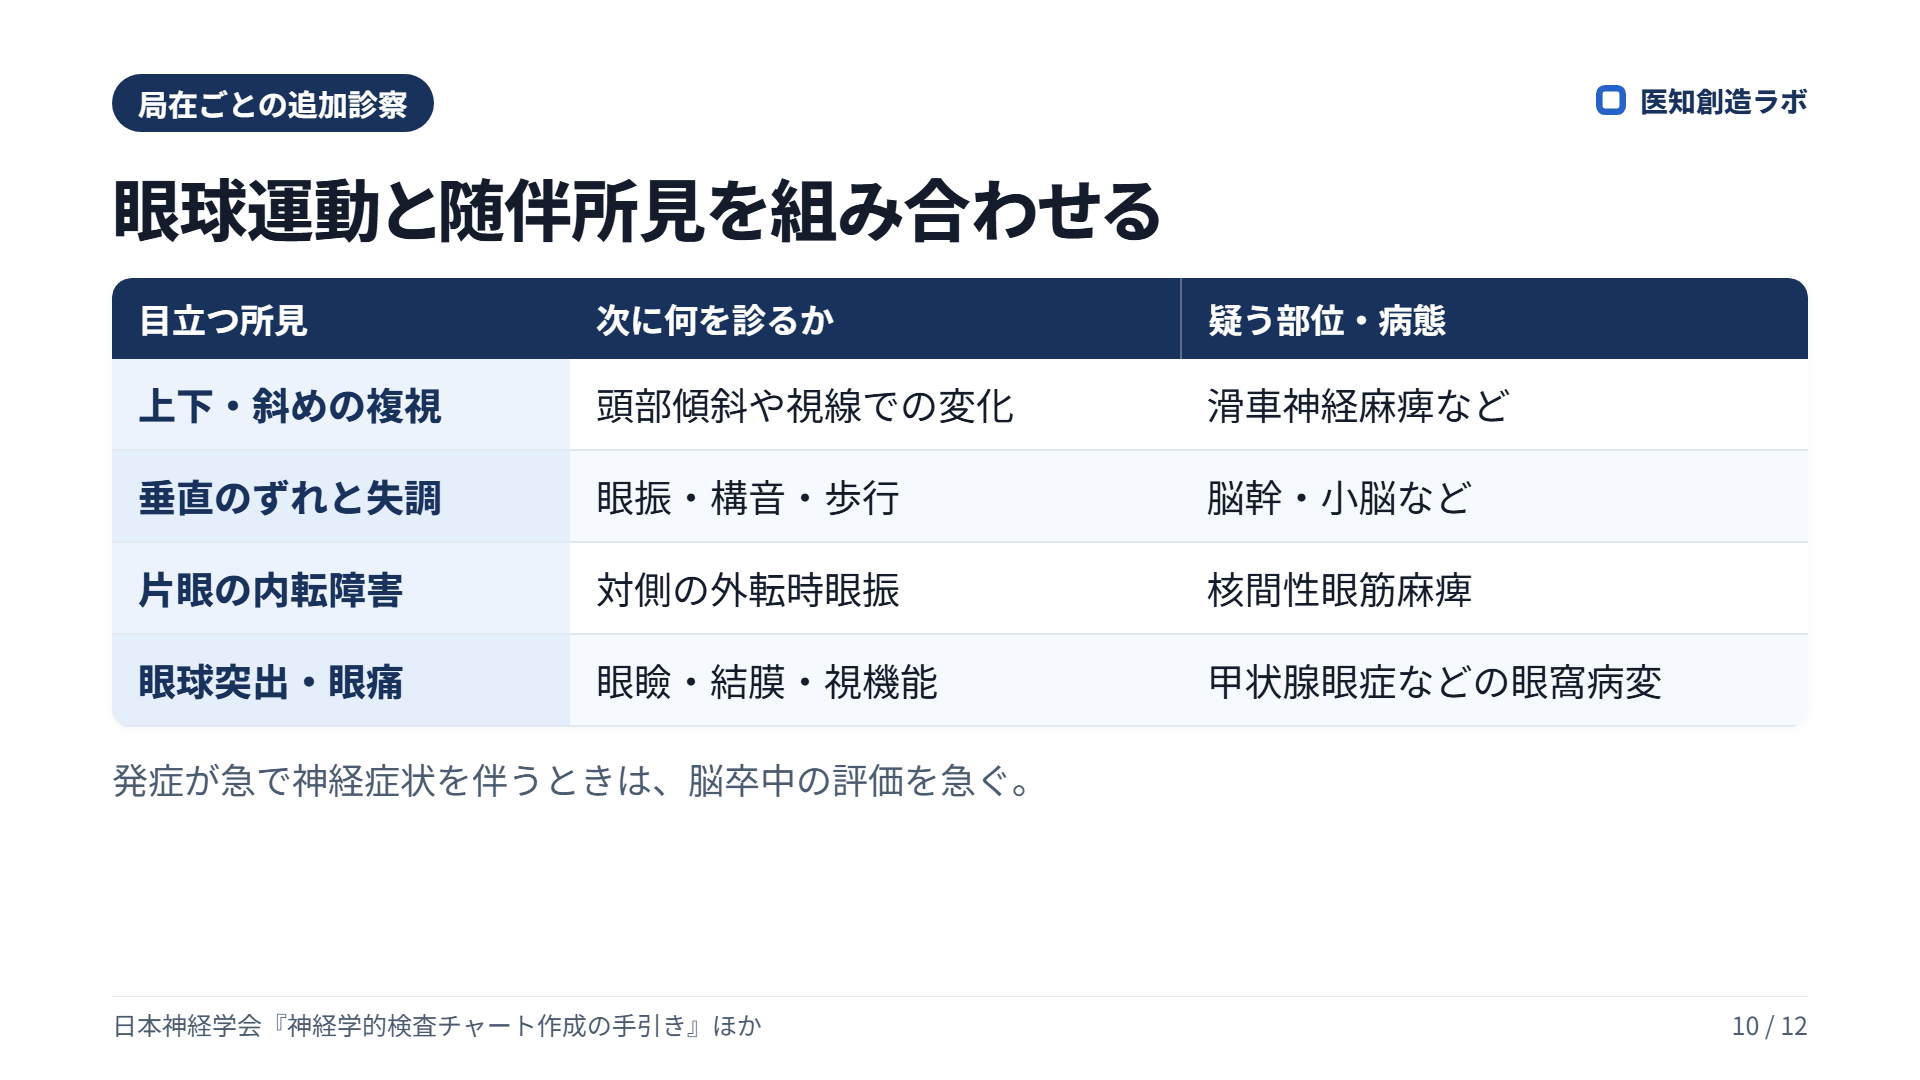 局在ごとの追加診察
医知創造ラボ
眼球運動と随伴所見を組み合わせる
目立つ所見 次に何を診るか 疑う部位・病態
上下・斜めの複視 頭部傾斜や視線での変化 滑車神経麻痺など
垂直のずれと失調 眼振・構音・歩行 脳幹・小脳など
片眼の内転障害 対側の外転時眼振 核間性眼筋麻痺
眼球突出・眼痛 眼瞼・結膜・視機能 甲状腺眼症などの眼窩病変
発症が急で神経症状を伴うときは、脳卒中の評価を急ぐ。
日本神経学会『神経学的検査チャート作成の手引き』ほか
10 / 12